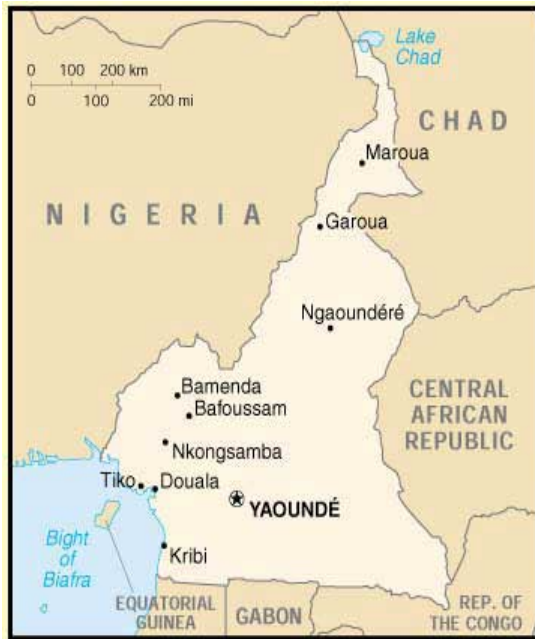 Lake
Chad
0 100 200 km
0 100 200 mi
CHAD
Maroua
NIGERIA
Garoua
Ngaoundéré
Bamenda
Bafoussam
CENTRAL
AFRICAN
REPUBLIC
Nkongsamba
Tiko
Douala
YAOUNDÉ
Bight
of
Biafra
Kribi
EQUATORIAL
GUINEA
GABON
REP. OF
THE CONGO